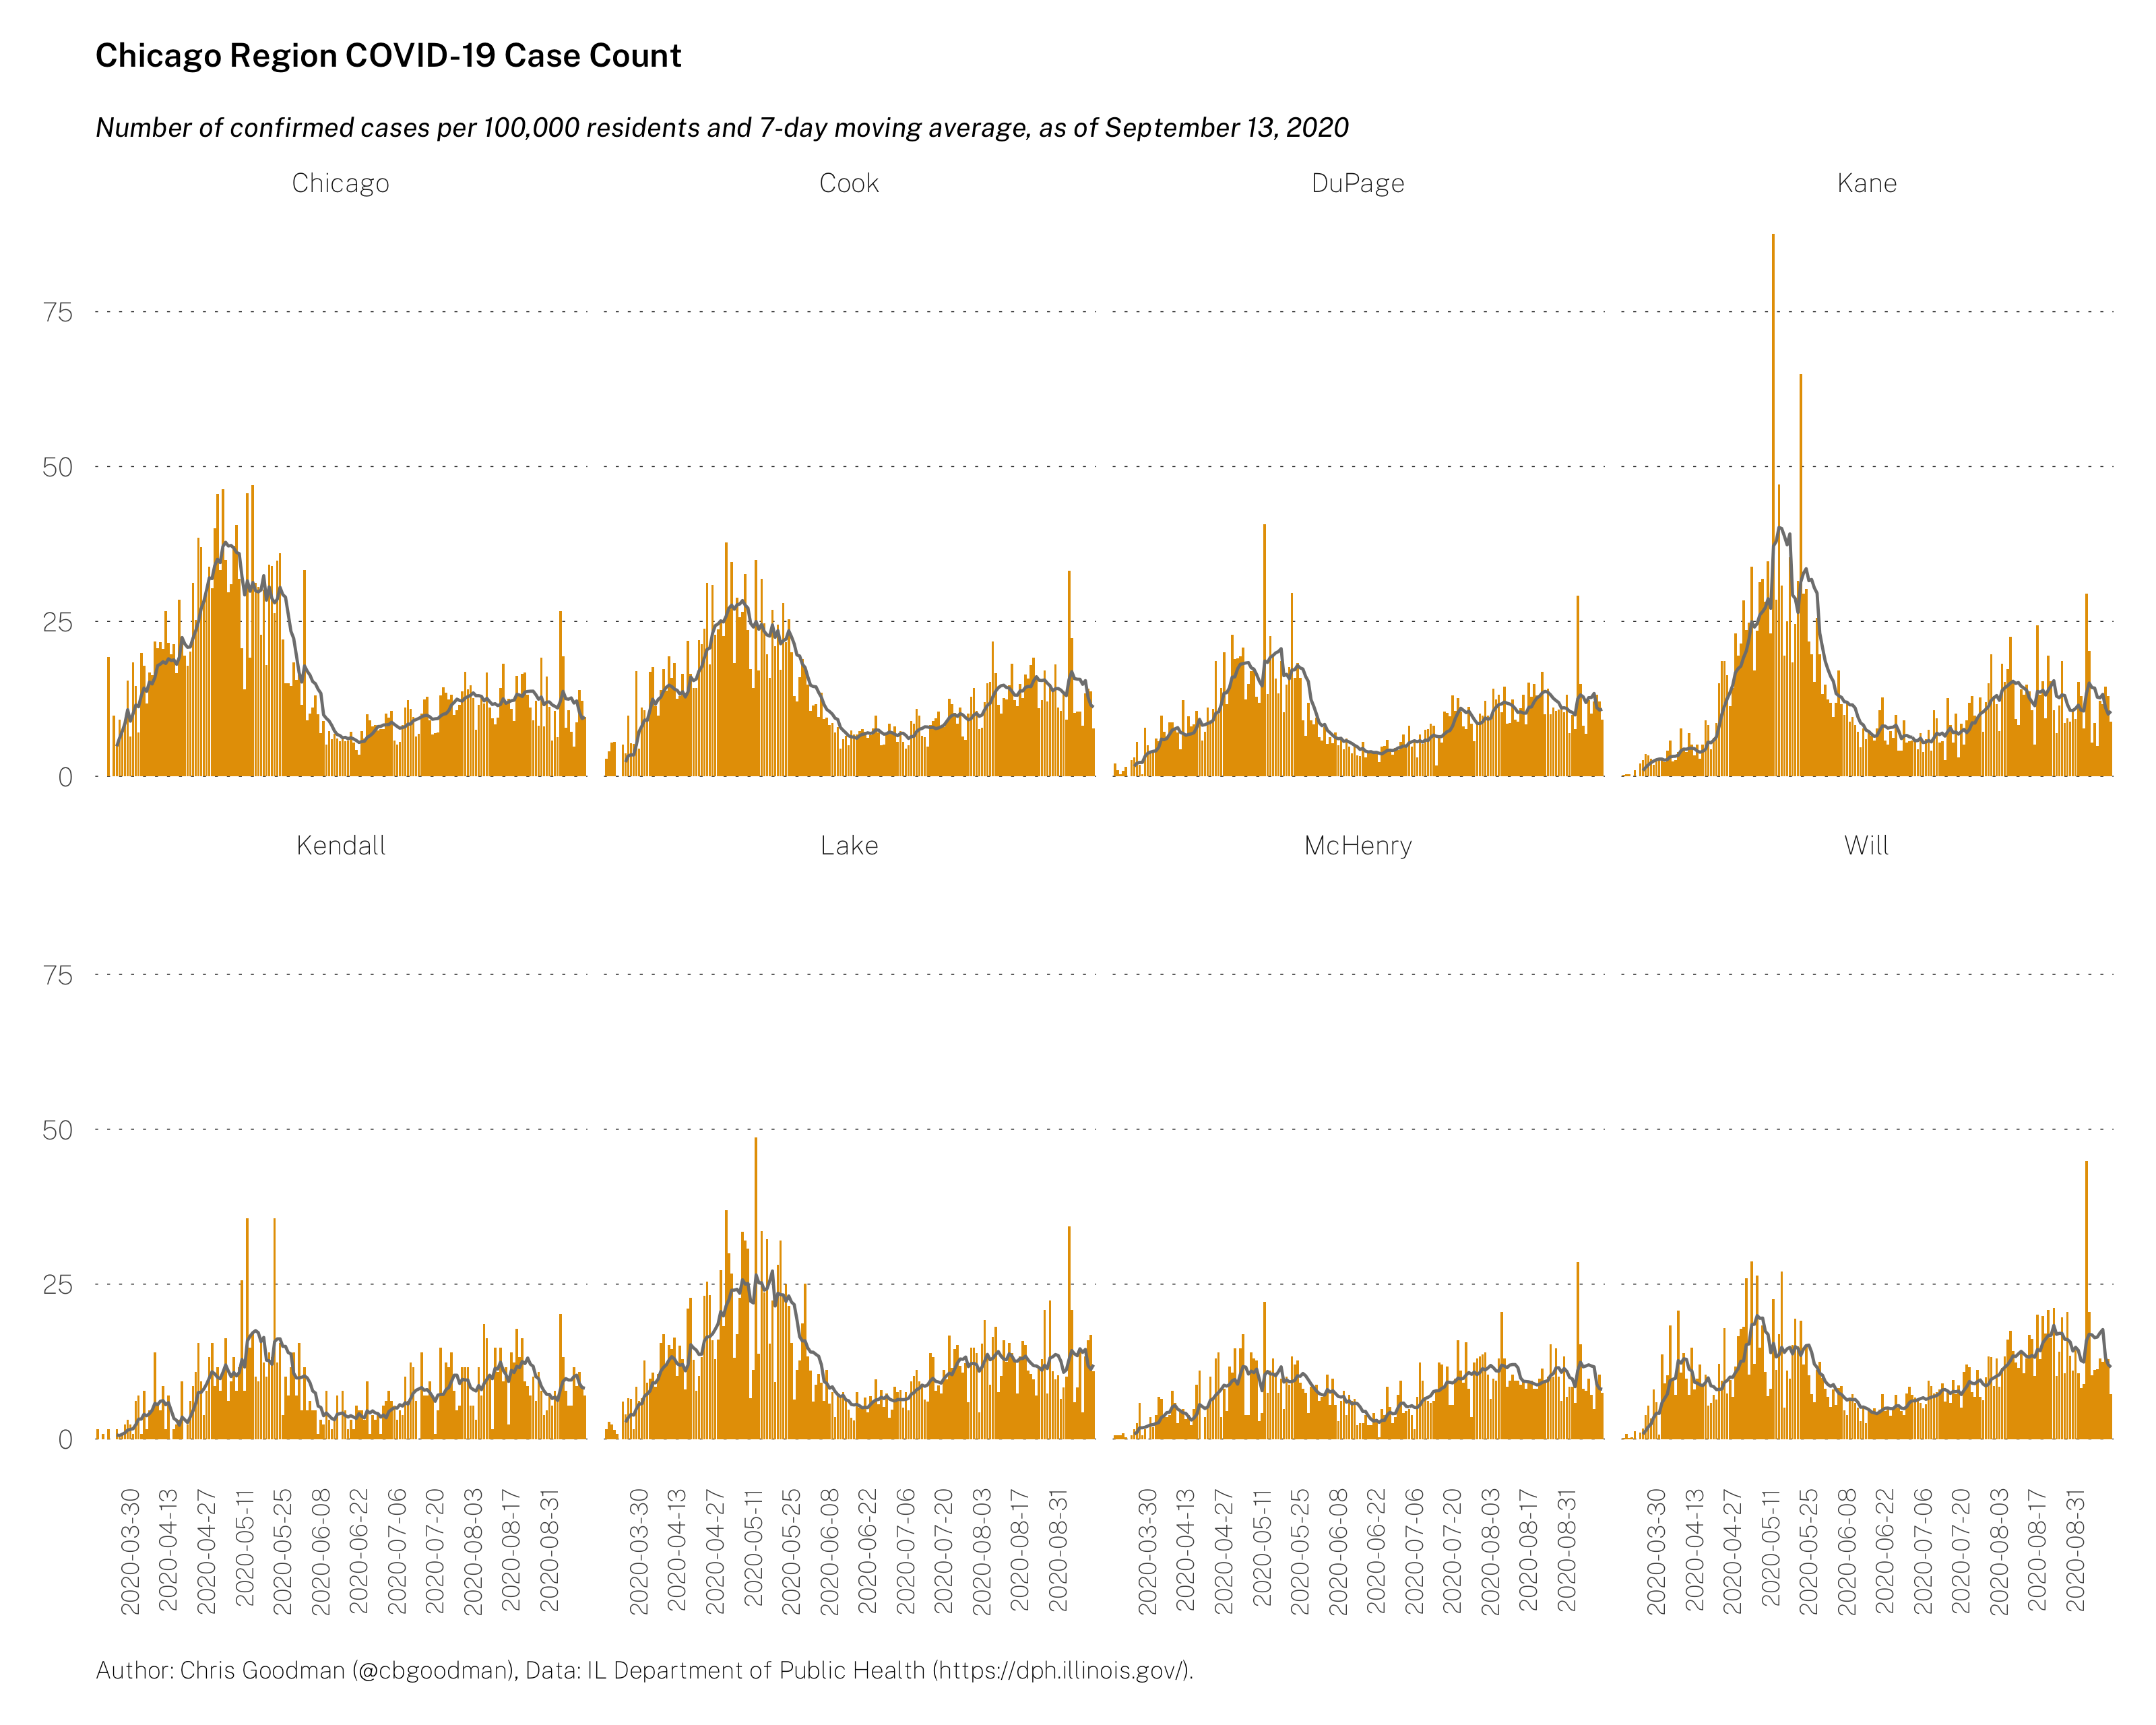 Chicago Region COVID-19 Case Count
Number of confirmed cases per 100,000 residents and 7-day moving average, as of September 13, 2020
Chicago Cook DuPage Kane
75
50
25
0
Kendall Lake McHenry Will
75
50
25
0
2020-03-30 2020-04-13 2020-04-27 2020-05-11 2020-05-25 2020-06-08 2020-06-22 2020-07-06 2020-07-20 2020-08-03 2020-08-17 2020-08-31 2020-03-30 2020-04-13 2020-04-27 2020-05-11 2020-05-25 2020-06-08 2020-06-22 2020-07-06 2020-07-20 2020-08-03 2020-08-17 2020-08-31 2020-03-30 2020-04-13 2020-04-27 2020-05-11 2020-05-25 2020-06-08 2020-06-22 2020-07-06 2020-07-20 2020-08-03 2020-08-17 2020-08-31 2020-03-30 2020-04-13 2020-04-27 2020-05-11 2020-05-25 2020-06-08 2020-06-22 2020-07-06 2020-07-20 2020-08-03 2020-08-17 2020-08-31
Author: Chris Goodman (@cbgoodman), Data: IL Department of Public Health (https://dph.illinois.gov/).